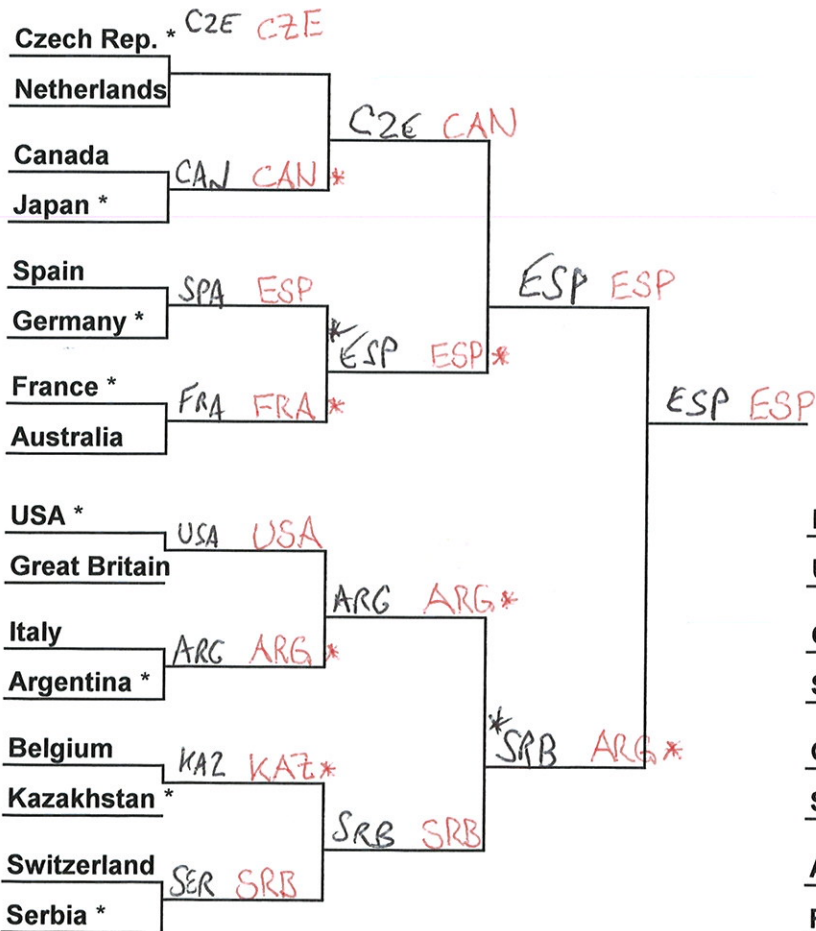 Czech Rep. * CZE CZE
Netherlands
CZE CAN
Canada
CAN CAN *
Japan *
Spain
ESP ESP
SPA ESP
Germany *
* ESP ESP *
France *
FRA FRA *
ESP ESP
Australia
USA *
USA USA
Great Britain
ARG ARG *
Italy
ARG ARG *
Argentina *
* SRB ARG *
Belgium
KAZ KAZ *
Kazakhstan *
SRB SRB
Switzerland
SER SRB
Serbia *